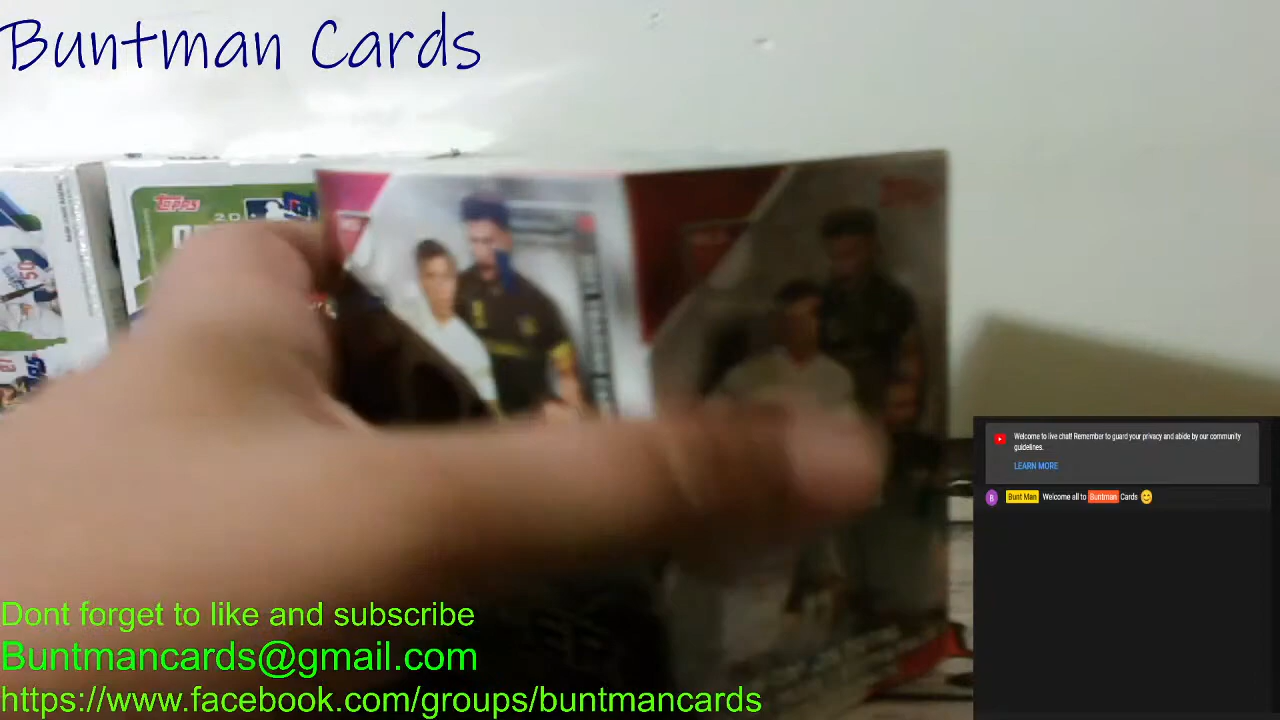 Buntman Cards
TOPPS
50
Welcome to live chat! Remember to guard your privacy and abide by our community
guidelines.
LEARN MORE
B Bunt Man Welcome all to Buntman Cards
Dont forget to like and subscribe
Buntmancards@gmail.com
https://www.facebook.com/groups/buntmancards